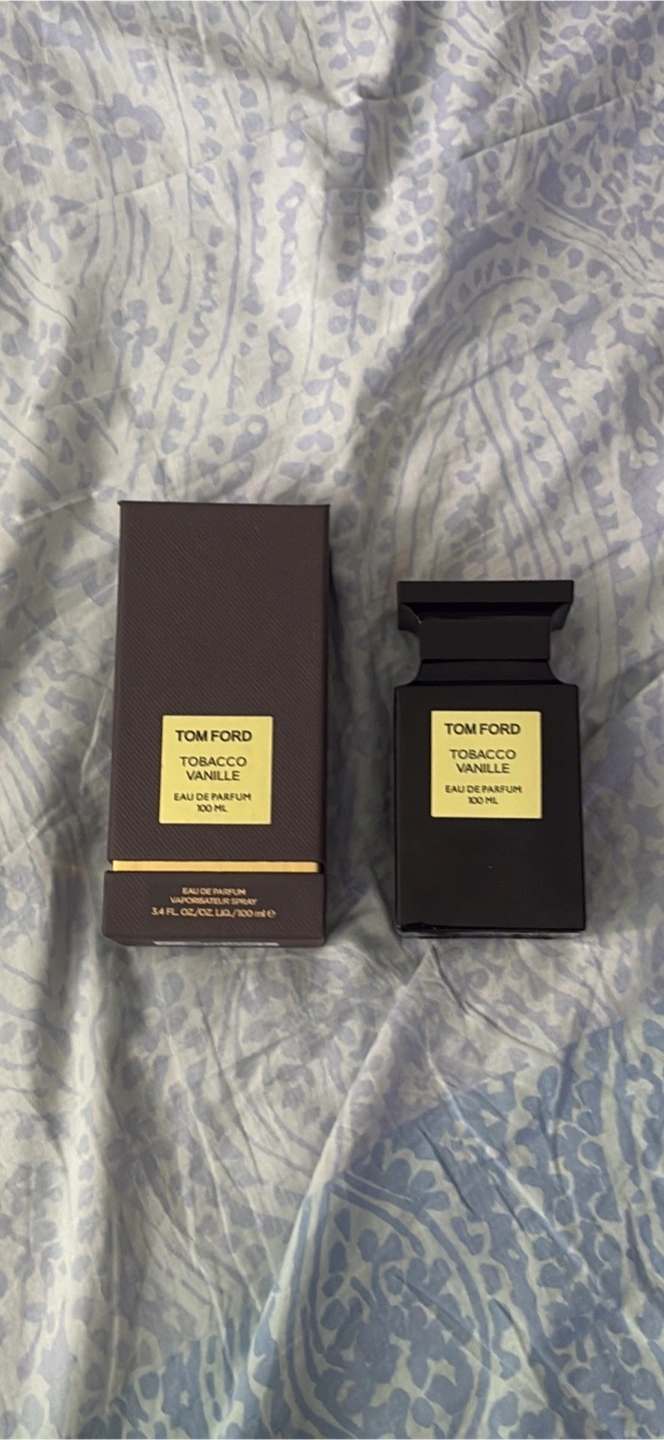 TOM FORD
TOBACCO
VANILLE
EAU DE PARFUM
100 ML
EAU DE PARFUM
VAPORISATEUR SPRAY
3.4 FL. OZ./OZ. LIQ./100 ml ℮
TOM FORD
TOBACCO
VANILLE
EAU DE PARFUM
100 ML